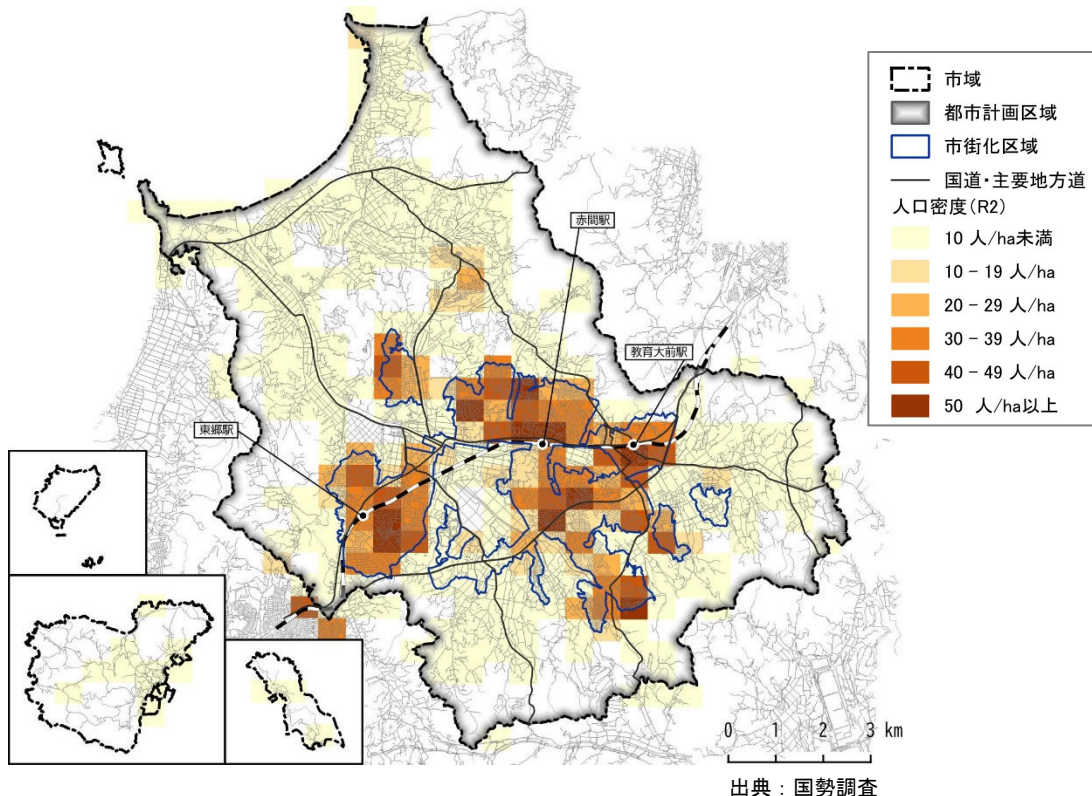 市域
都市計画区域
市街化区域
国道・主要地方道
人口密度(R2)
10 人/ha未満
10 - 19 人/ha
20 - 29 人/ha
30 - 39 人/ha
40 - 49 人/ha
50 人/ha以上
赤間駅
教育大前駅
東郷駅
0 1 2 3 km
出典：国勢調査